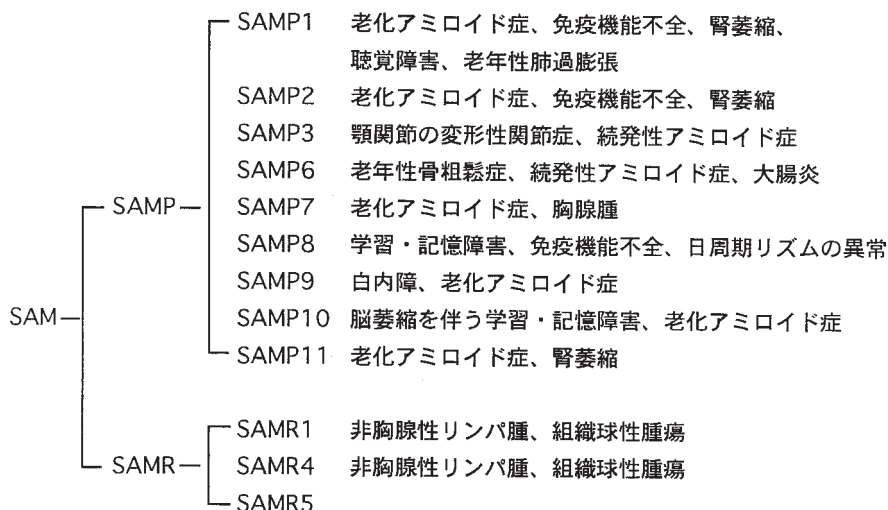 SAMP1 老化アミロイド症、免疫機能不全、腎萎縮、
聴覚障害、老年性肺過膨張
SAMP2 老化アミロイド症、免疫機能不全、腎萎縮
SAMP3 顎関節の変形性関節症、続発性アミロイド症
SAMP6 老年性骨粗鬆症、続発性アミロイド症、大腸炎
SAMP
SAMP7 老化アミロイド症、胸腺腫
SAMP8 学習・記憶障害、免疫機能不全、日周期リズムの異常
SAMP9 白内障、老化アミロイド症
SAM
SAMP10 脳萎縮を伴う学習・記憶障害、老化アミロイド症
SAMP11 老化アミロイド症、腎萎縮
SAMR1 非胸腺性リンパ腫、組織球性腫瘍
SAMR
SAMR4 非胸腺性リンパ腫、組織球性腫瘍
SAMR5